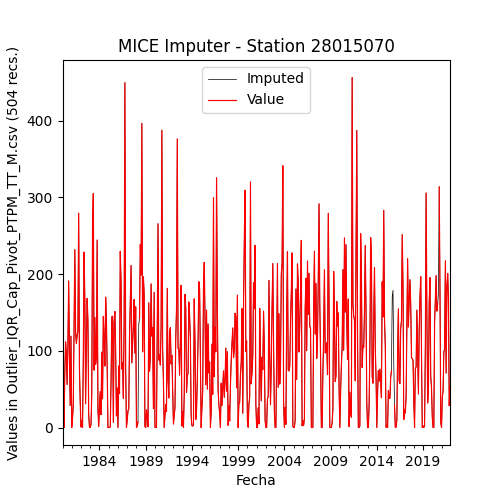 MICE Imputer - Station 28015070
Imputed
Value
Values in Outlier_IQR_Cap_Pivot_PTPM_TT_M.csv (504 recs.)
400
300
200
100
0
1984 1989 1994 1999 2004 2009 2014 2019
Fecha